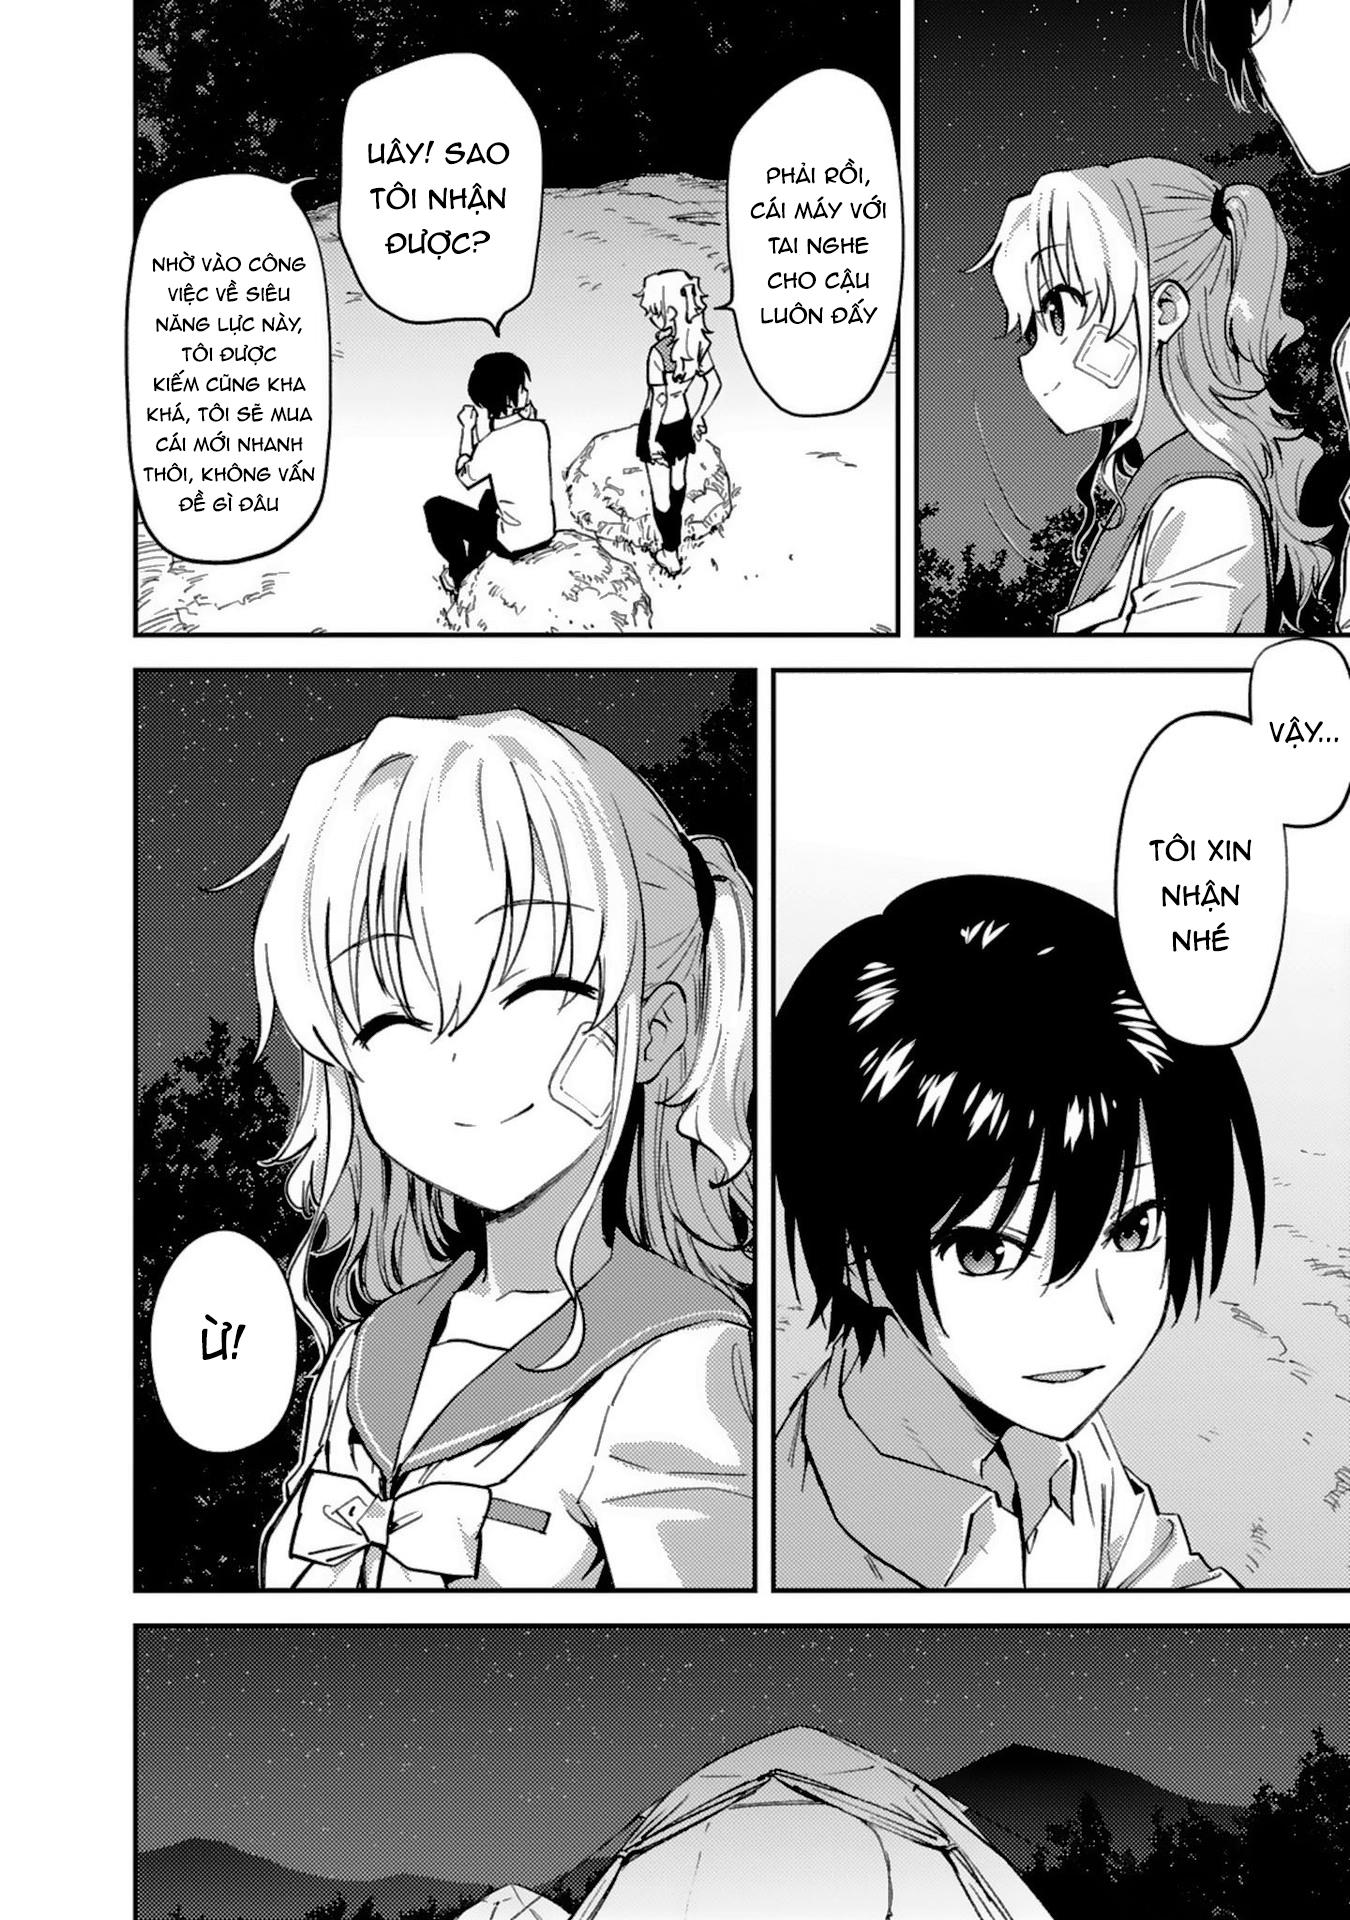 PHẢI RỒI,
CÁI MÁY VỚI
TAI NGHE
CHO CẬU
LUÔN ĐẤY
UÂY! SAO
TÔI NHẬN
ĐƯỢC?
NHỜ VÀO CÔNG
VIỆC VỀ SIÊU
NĂNG LỰC NÀY,
TÔI ĐƯỢC
KIẾM CŨNG KHA
KHÁ, TÔI SẼ MUA
CÁI MỚI NHANH
THÔI, KHÔNG VẤN
ĐỀ GÌ ĐÂU
VẬY...
TÔI XIN
NHẬN
NHÉ
Ừ!